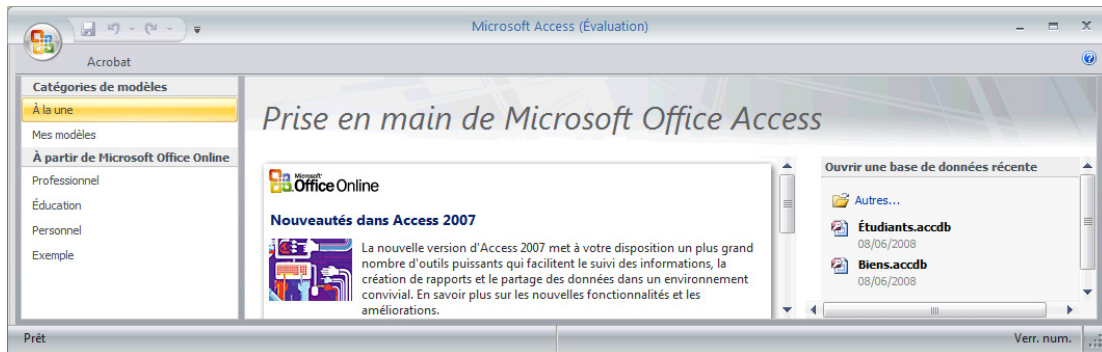 Microsoft Access (Évaluation)
Acrobat
Catégories de modèles
À la une
Mes modèles
À partir de Microsoft Office Online
Professionnel
Éducation
Personnel
Exemple
Prise en main de Microsoft Office Access
Microsoft
Office Online
Nouveautés dans Access 2007
La nouvelle version d'Access 2007 met à votre disposition un plus grand
nombre d'outils puissants qui facilitent le suivi des informations, la
création de rapports et le partage des données dans un environnement
convivial. En savoir plus sur les nouvelles fonctionnalités et les
améliorations.
Ouvrir une base de données récente
Autres...
Étudiants.accdb
08/06/2008
Biens.accdb
08/06/2008
Prêt
Verr. num.